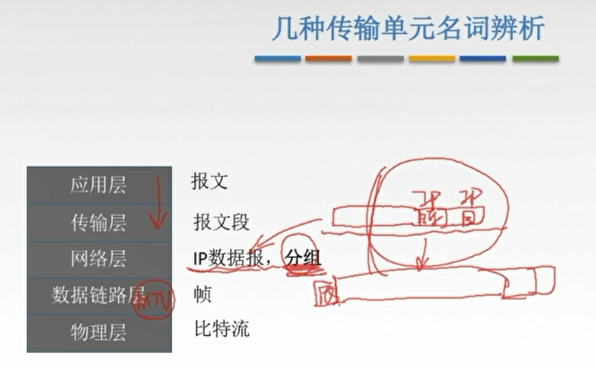 几种传输单元名词辨析
应用层 报文
传输层 报文段
网络层 IP数据报，分组
数据链路层 帧
MTU
物理层 比特流